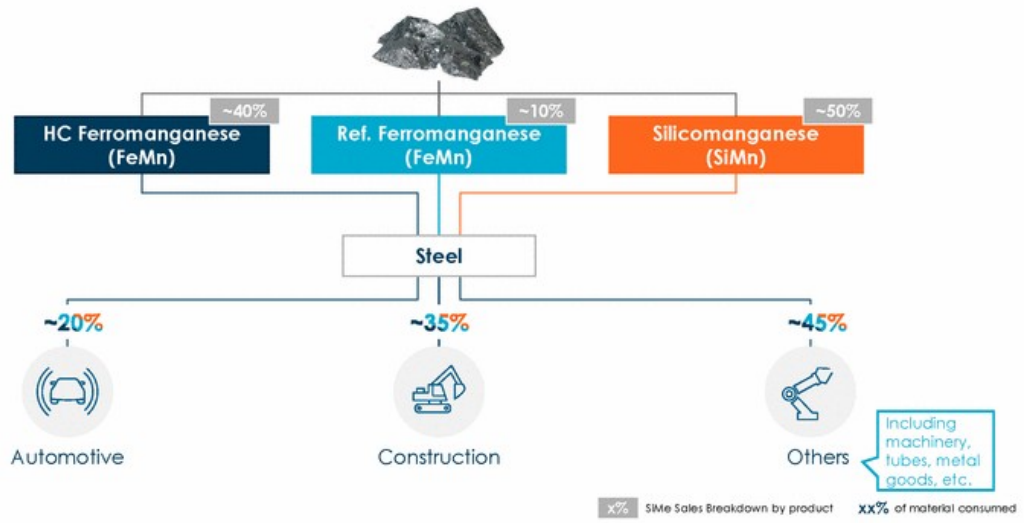 ~40%
HC Ferromanganese
(FeMn)
~10%
Ref. Ferromanganese
(FeMn)
~50%
Silicomanganese
(SiMn)
Steel
~20%
~35%
~45%
Automotive
Construction
Others
Including
machinery,
tubes, metal
goods, etc.
x% SiMe Sales Breakdown by product
xx% of material consumed